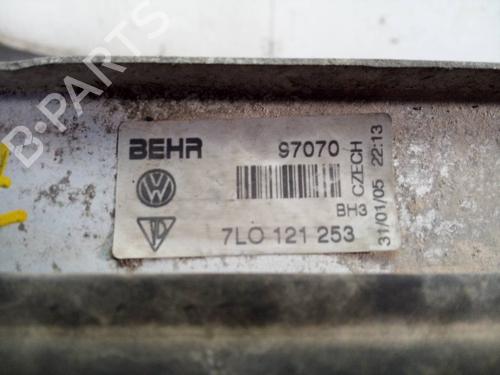 B-PARTS
BEHR 97070
BH3
7L0 121 253
CZECH
31/01/05 22:13